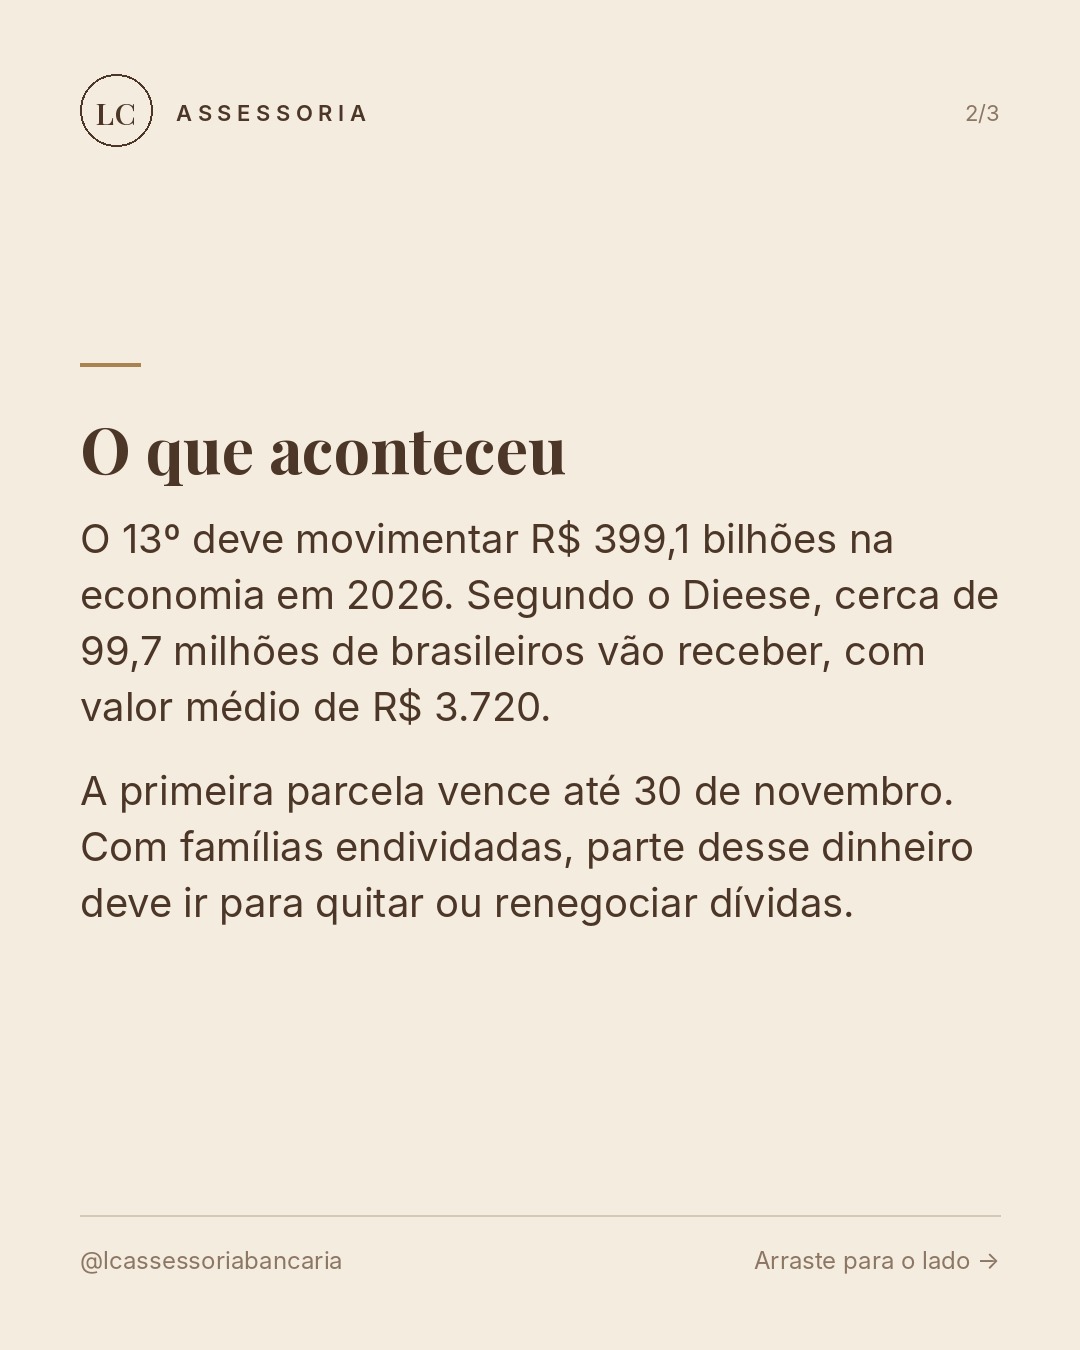 LC ASSESSORIA
2/3
O que aconteceu
O 13º deve movimentar R$ 399,1 bilhões na
economia em 2026. Segundo o Dieese, cerca de
99,7 milhões de brasileiros vão receber, com
valor médio de R$ 3.720.
A primeira parcela vence até 30 de novembro.
Com famílias endividadas, parte desse dinheiro
deve ir para quitar ou renegociar dívidas.
@lcassessoriabancaria
Arraste para o lado →